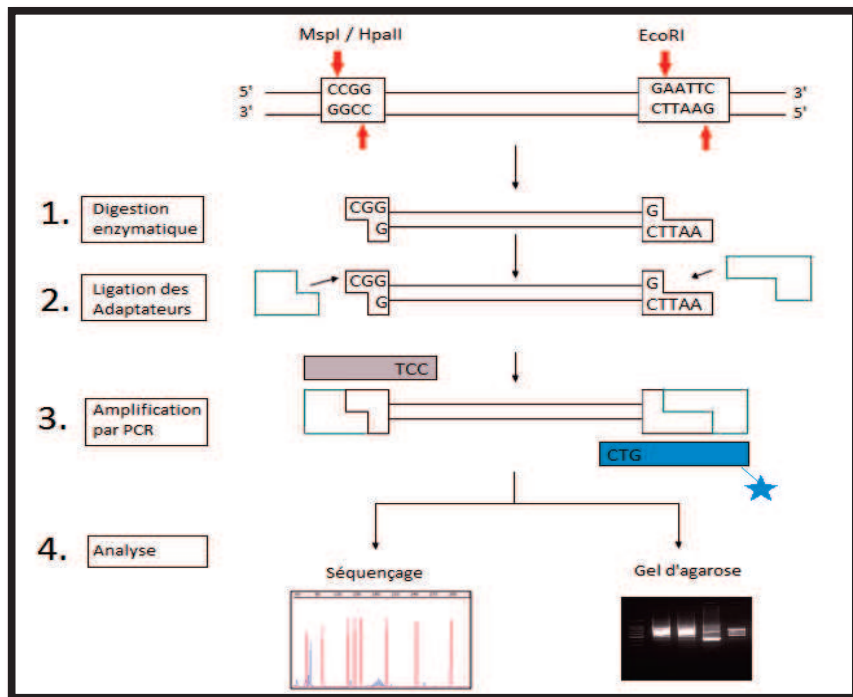 MspI / HpaII
EcoRI
5' CCGG GAATTC 3'
3' GGCC CTTAAG 5'
1. Digestion
enzymatique
CGG G
G CTTAA
2. Ligation des
Adaptateurs
CGG G
G CTTAA
TCC
3. Amplification
par PCR
CTG
4. Analyse
Séquençage
Gel d'agarose